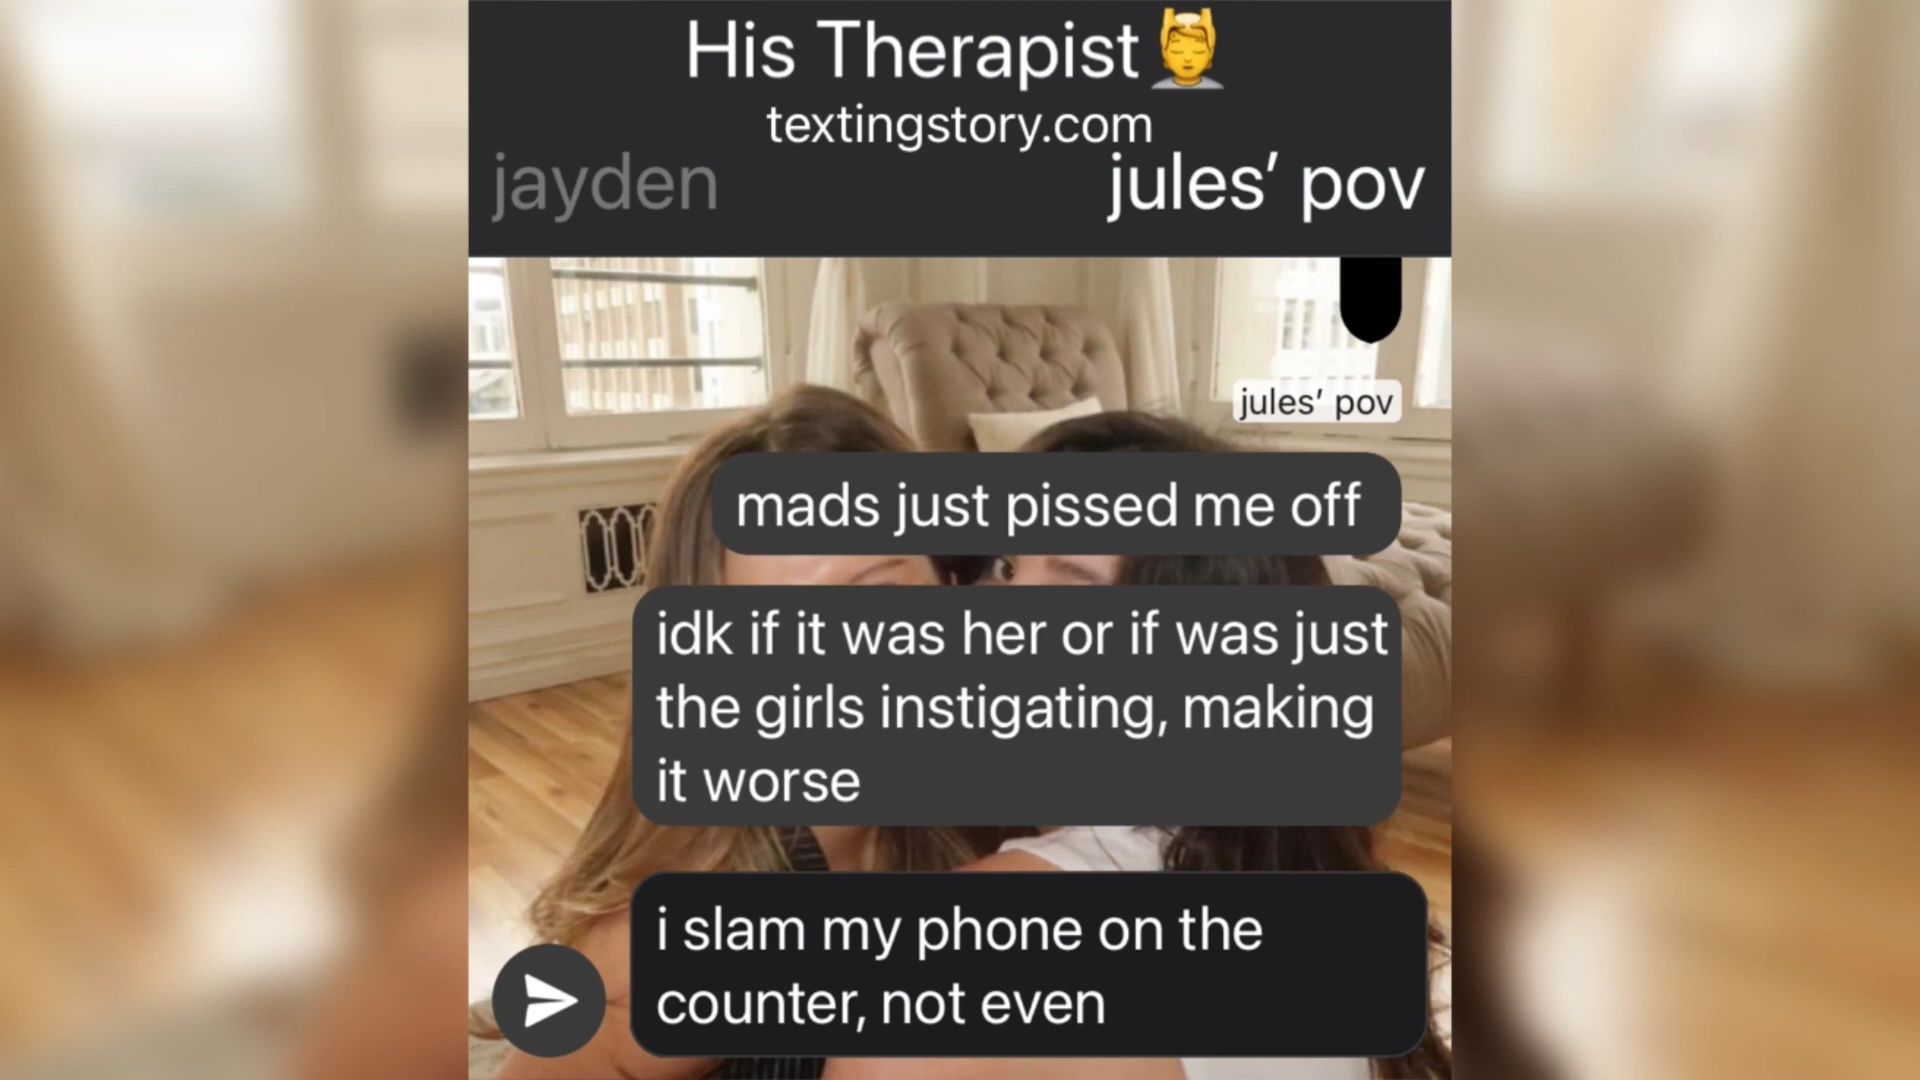 His Therapist💆
textingstory.com
jayden
jules’ pov
jules’ pov
mads just pissed me off
idk if it was her or if was just
the girls instigating, making
it worse
i slam my phone on the
counter, not even